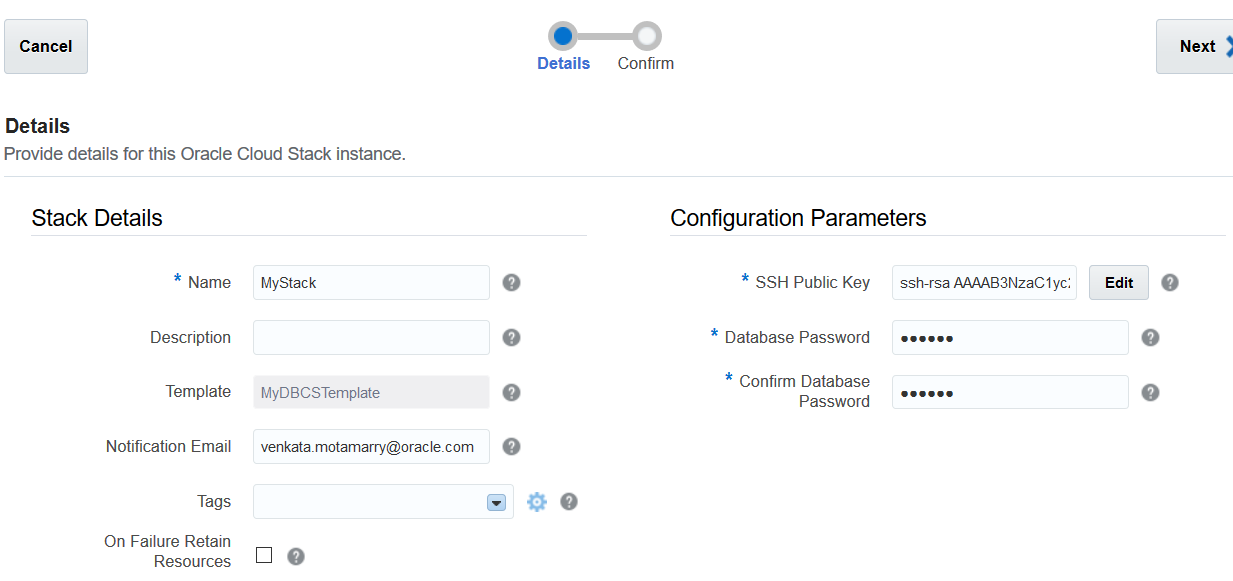 Cancel
Details
Confirm
Next
Details
Provide details for this Oracle Cloud Stack instance.
Stack Details
* Name MyStack
Description
Template MyDBCSTemplate
Notification Email venkata.motamarry@oracle.com
Tags
On Failure Retain
Resources
Configuration Parameters
* SSH Public Key ssh-rsa AAAAB3NzaC1yc2 Edit
* Database Password ••••••
* Confirm Database
Password ••••••